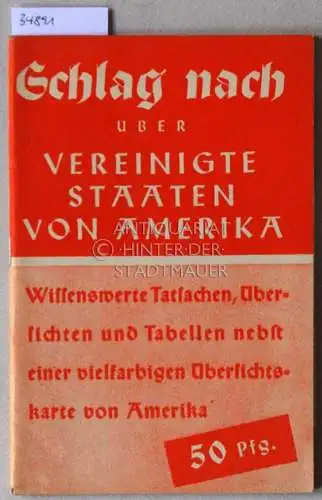 34891
Schlag nach
UBER
VEREINIGTE
STAATEN
VON AMERIKA
ANTIQUARIAT
© HINTER DER
STADTMAUER
Wissenswerte Tatsachen, Über-
sichten und Tabellen nebst
einer vielfarbigen Übersichts-
karte von Amerika
50 Pfg.